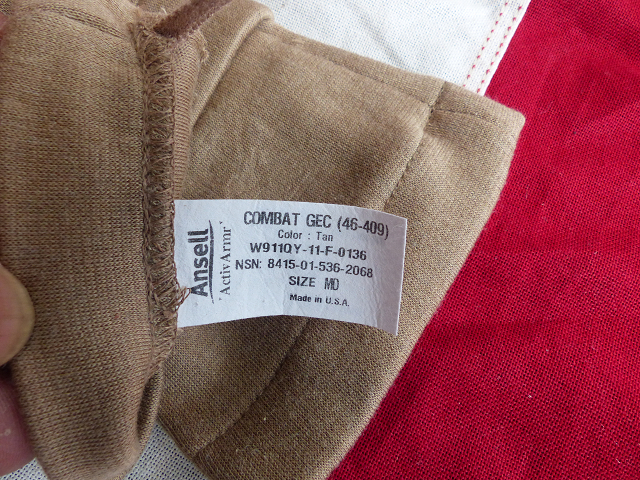 Ansell
'ActivArmr'
COMBAT GEC (46-409)
Color : Tan
W911QY-11-F-0136
NSN: 8415-01-536-2068
SIZE MD
Made in U.S.A.